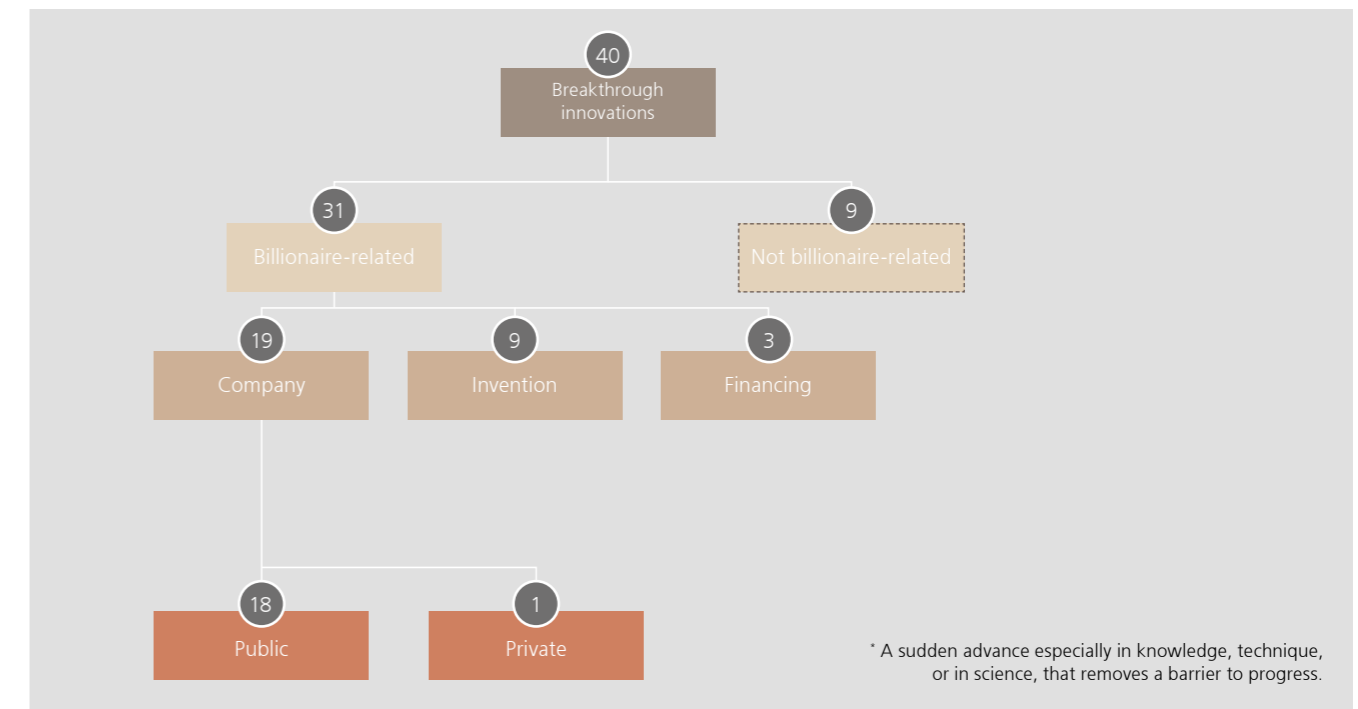 40
Breakthrough
innovations
31
9
Billionaire-related
Not billionaire-related
19
9
3
Company
Invention
Financing
18
1
Public
Private
* A sudden advance especially in knowledge, technique,
or in science, that removes a barrier to progress.